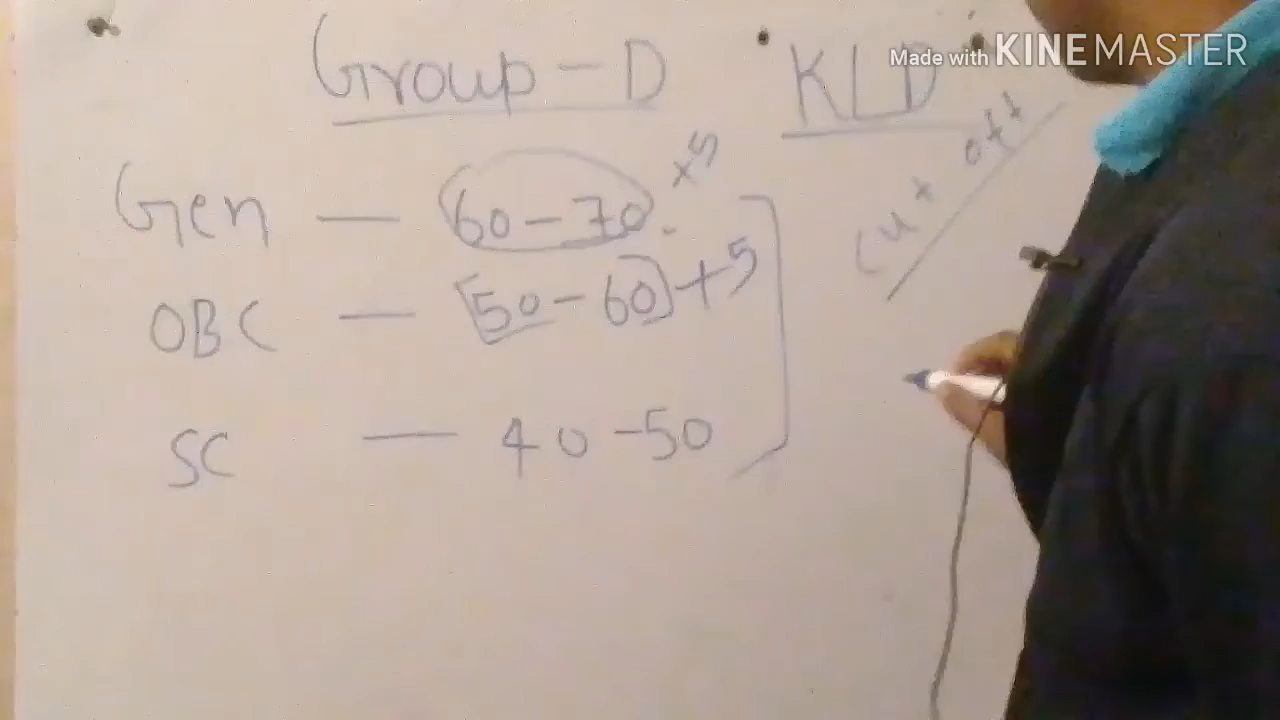 Made with KINEMASTER
Group-D KLD
Cut off
Gen — 60-70 +5
OBC — [50-60] +5
SC — 40-50